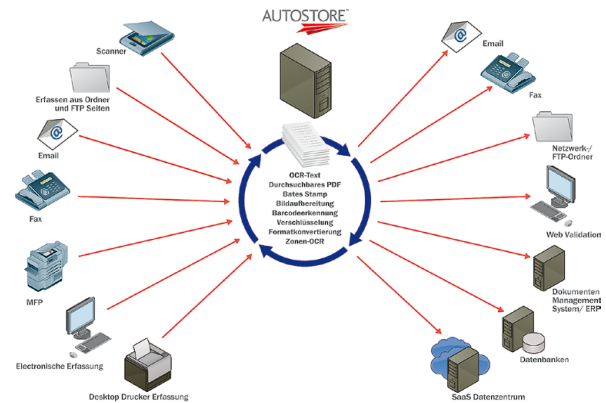 AUTOSTORE™
Scanner
Erfassen aus Ordner
und FTP Seiten
Email
Fax
MFP
Electronische Erfassung
Desktop Drucker Erfassung
OCR-Text
Durchsuchbares PDF
Bates Stamp
Bildaufbereitung
Barcodeerkennung
Verschlüsselung
Formatkonvertierung
Zonen-OCR
Email
Fax
Netzwerk-/
FTP-Ordner
Web Validation
Dokumenten
Management
System/ ERP
Datenbanken
SaaS Datenzentrum